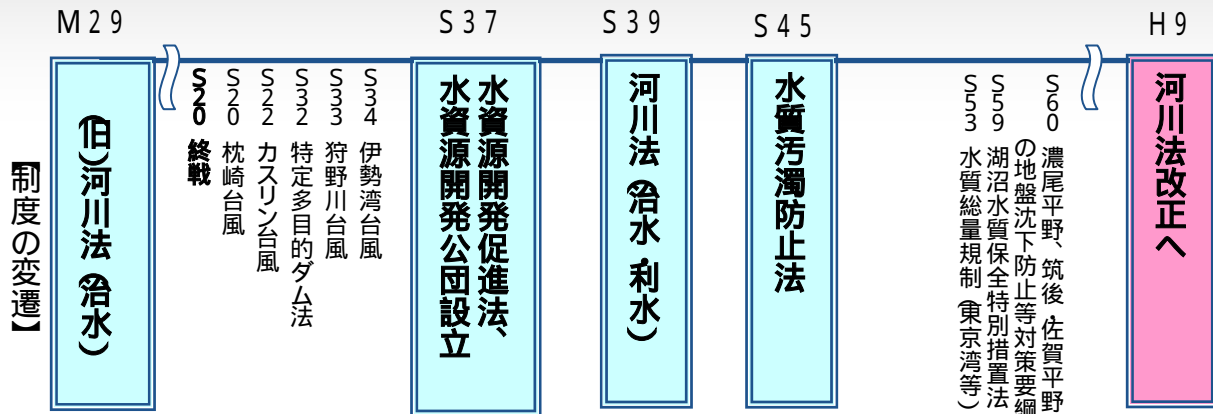 M29
S37
S39
S45
H9
【制度の変遷】
(旧)河川法(治水)
S20 終戦
S20 枕崎台風
S22 カスリン台風
S32 特定多目的ダム法
S33 狩野川台風
S34 伊勢湾台風
水資源開発促進法、
水資源開発公団設立
河川法(治水・利水)
水質汚濁防止法
S53 水質総量規制(東京湾等)
S59 湖沼水質保全特別措置法
S60 濃尾平野、筑後・佐賀平野
の地盤沈下防止等対策要綱
河川法改正へ